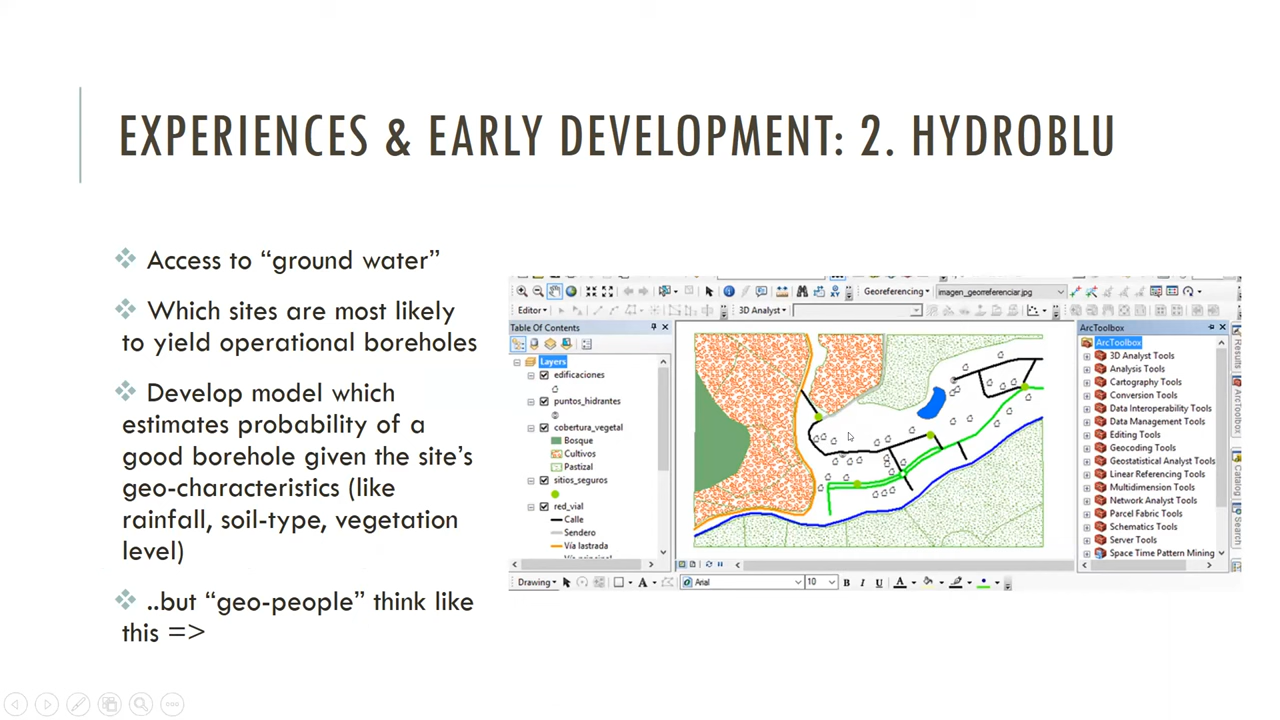 EXPERIENCES & EARLY DEVELOPMENT: 2. HYDROBLU
Access to “ground water”
Which sites are most likely
to yield operational boreholes
Develop model which
estimates probability of a
good borehole given the site’s
geo-characteristics (like
rainfall, soil-type, vegetation
level)
..but “geo-people” think like
this =>
Georeferencing
imagen_georeferenciar.jpg
Editor
3D Analyst
Table Of Contents
Layers
edificaciones
puntos_hidrantes
cobertura_vegetal
Bosque
Cultivos
Pastizal
sitios_seguros
red_vial
Calle
Sendero
Vía lastrada
ArcToolbox
ArcToolbox
3D Analyst Tools
Analysis Tools
Cartography Tools
Conversion Tools
Data Interoperability Tools
Data Management Tools
Editing Tools
Geocoding Tools
Geostatistical Analyst Tools
Linear Referencing Tools
Multidimension Tools
Network Analyst Tools
Parcel Fabric Tools
Schematics Tools
Server Tools
Space Time Pattern Mining
Results
ArcToolbox
Catalog
Search
Drawing
A
Arial
10
B
I
U
A
A